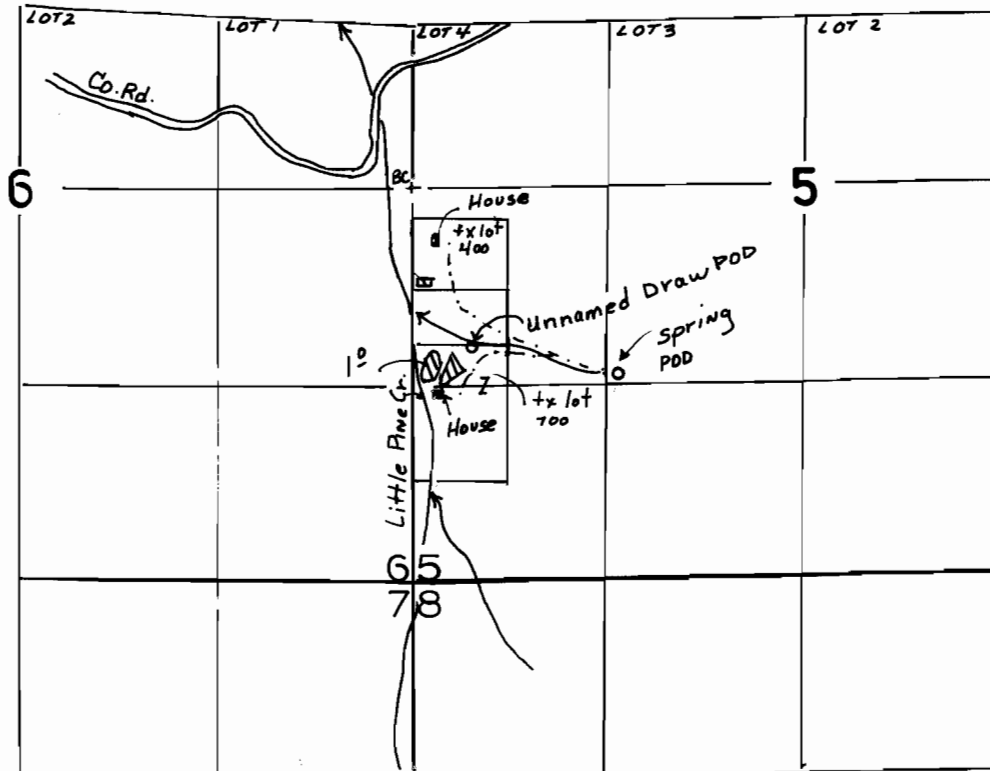 LOT 2
LOT 1
LOT 4
LOT 3
LOT 2
Co. Rd.
6
5
BC
House
tx lot
400
Unnamed Draw POD
Spring
POD
1º
tx lot
700
House
Little Pine Cr.
6 5
7 8